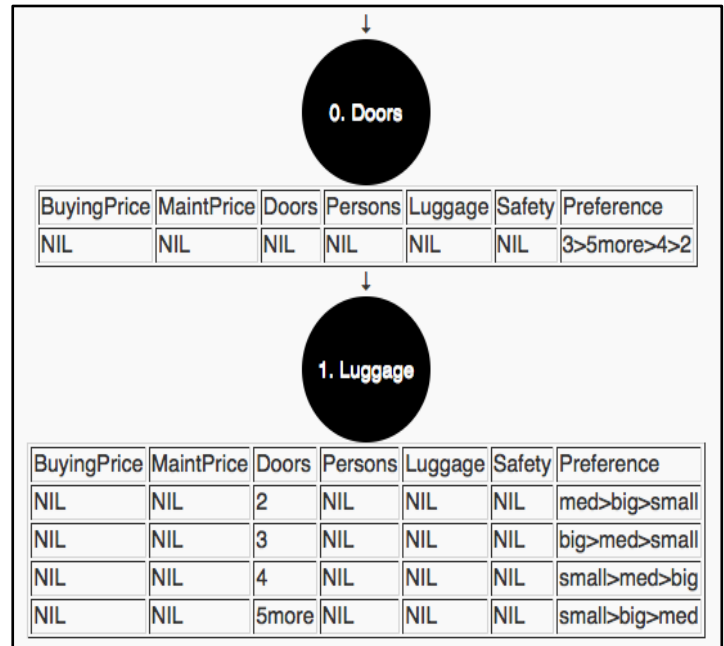 0. Doors
BuyingPrice MaintPrice Doors Persons Luggage Safety Preference
NIL NIL NIL NIL NIL NIL 3>5more>4>2
1. Luggage
BuyingPrice MaintPrice Doors Persons Luggage Safety Preference
NIL NIL 2 NIL NIL NIL med>big>small
NIL NIL 3 NIL NIL NIL big>med>small
NIL NIL 4 NIL NIL NIL small>med>big
NIL NIL 5more NIL NIL NIL small>big>med